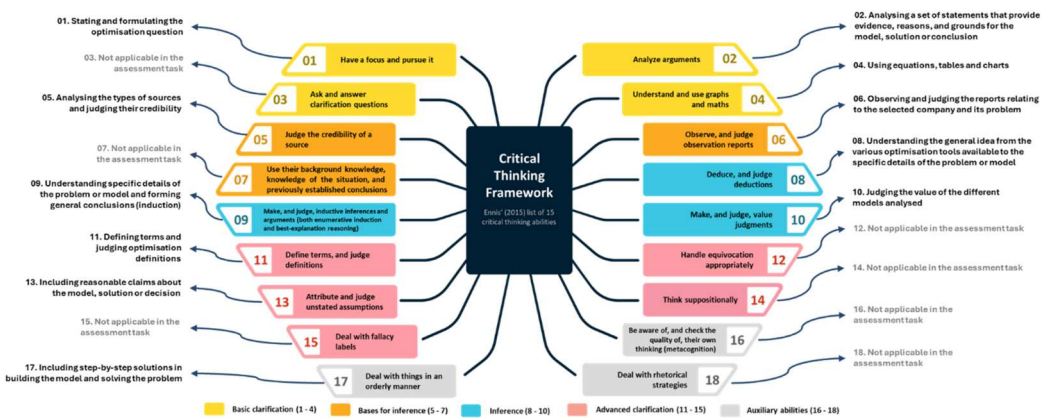 01. Stating and formulating the
optimisation question
03. Not applicable in the
assessment task
05. Analysing the types of sources
and judging their credibility
07. Not applicable in
the assessment task
09. Understanding specific details of
the problem or model and forming
general conclusions (induction)
11. Defining terms and
judging optimisation
definitions
13. Including reasonable claims about
the model, solution or decision
15. Not applicable in the
assessment task
17. Including step-by-step solutions in
building the model and solving the problem
01
Have a focus and pursue it
03
Ask and answer
clarification questions
05
Judge the credibility of a
source
07
Use their background knowledge,
knowledge of the situation, and
previously established conclusions
09
Make, and judge, inductive inferences and
arguments (both enumerative induction
and best-explanation reasoning)
11
Define terms, and judge
definitions
13
Attribute and judge
unstated assumptions
15
Deal with fallacy
labels
17
Deal with things in an
orderly manner
Critical
Thinking
Framework
Ennis' (2015) list of 15
critical thinking abilities
Analyze arguments
02
Understand and use graphs
and maths
04
Observe, and judge
observation reports
06
Deduce, and judge
deductions
08
Make, and judge, value
judgments
10
Handle equivocation
appropriately
12
Think suppositionally
14
Be aware of, and check the
quality of, their own
thinking (metacognition)
16
Deal with rhetorical
strategies
18
02. Analysing a set of statements that provide
evidence, reasons, and grounds for the
model, solution or conclusion
04. Using equations, tables and charts
06. Observing and judging the reports relating
to the selected company and its problem
08. Understanding the general idea from the
various optimisation tools available to the
specific details of the problem or model
10. Judging the value of the different
models analysed
12. Not applicable in the assessment task
14. Not applicable in the assessment task
16. Not applicable in the
assessment task
18. Not applicable in the
assessment task
Basic clarification (1 - 4)
Bases for inference (5 - 7)
Inference (8 - 10)
Advanced clarification (11 - 15)
Auxiliary abilities (16 - 18)